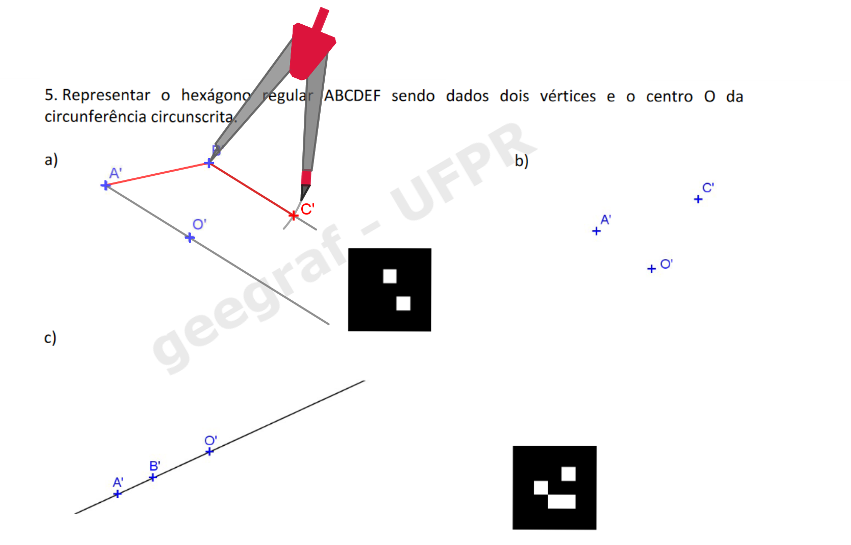 5. Representar o hexágono regular ABCDEF sendo dados dois vértices e o centro O da
circunferência circunscrita.
a)
b)
A'
B
O'
C'
A'
C'
O'
geegraf - UFPR
c)
A'
B'
O'